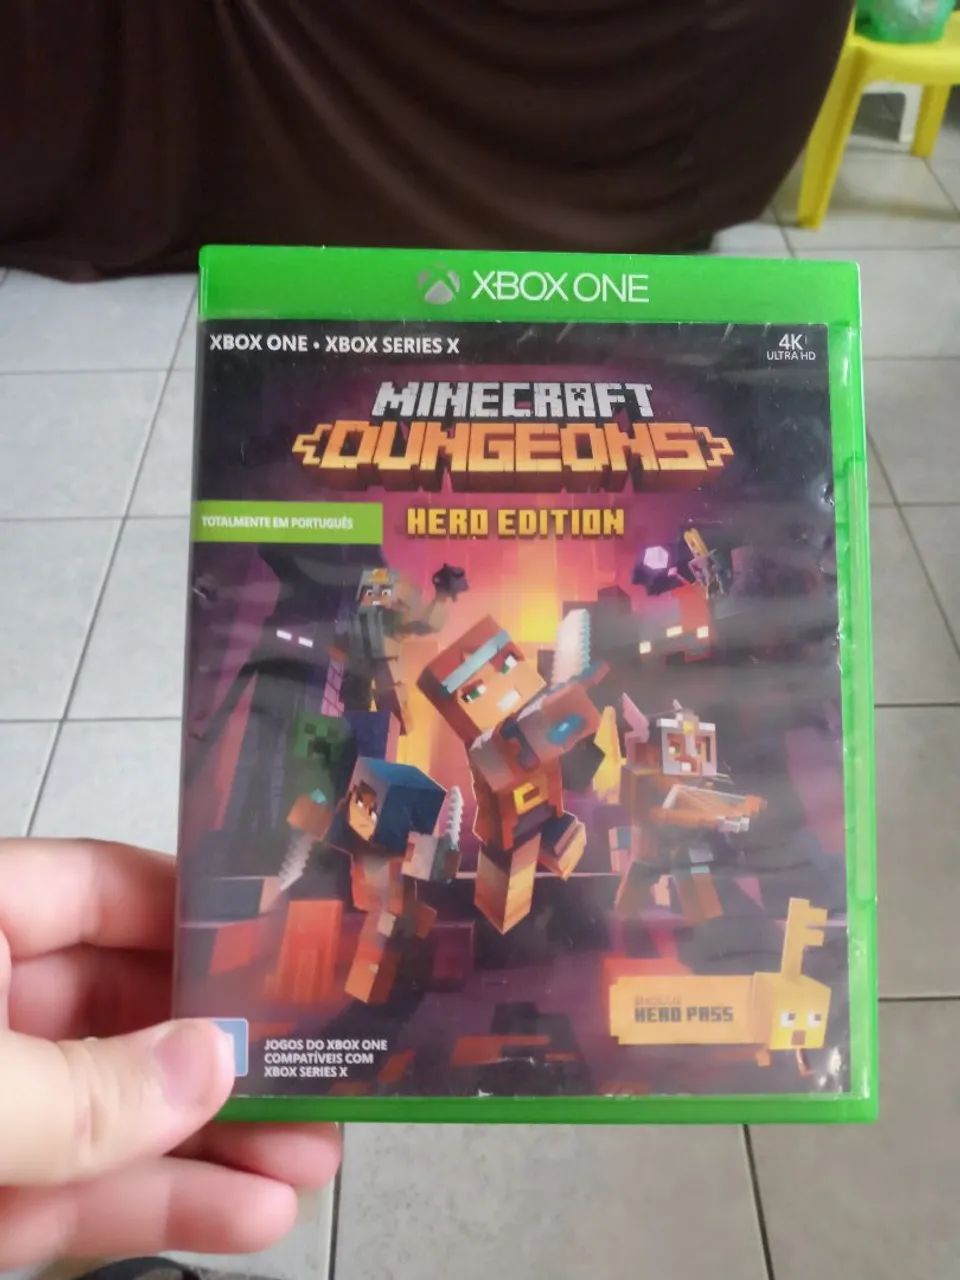 XBOX ONE
XBOX ONE • XBOX SERIES X
4K
ULTRA HD
MINECRAFT
DUNGEONS
TOTALMENTE EM PORTUGUÊS
HERO EDITION
HERO PASS
JOGOS DO XBOX ONE
COMPATÍVEIS COM
XBOX SERIES X